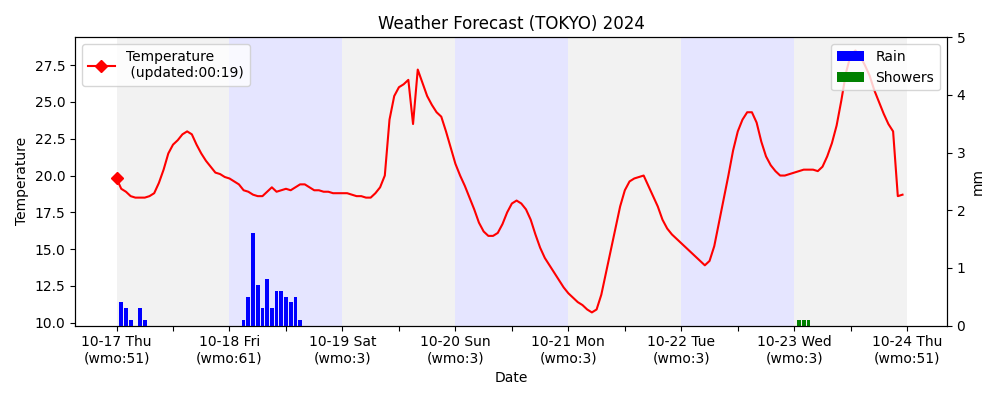 Weather Forecast (TOKYO) 2024
Temperature
(updated:00:19)
Rain
Showers
Temperature
27.5
25.0
22.5
20.0
17.5
15.0
12.5
10.0
5
4
3
2
1
0
mm
10-17 Thu
(wmo:51)
10-18 Fri
(wmo:61)
10-19 Sat
(wmo:3)
10-20 Sun
(wmo:3)
10-21 Mon
(wmo:3)
10-22 Tue
(wmo:3)
10-23 Wed
(wmo:3)
10-24 Thu
(wmo:51)
Date